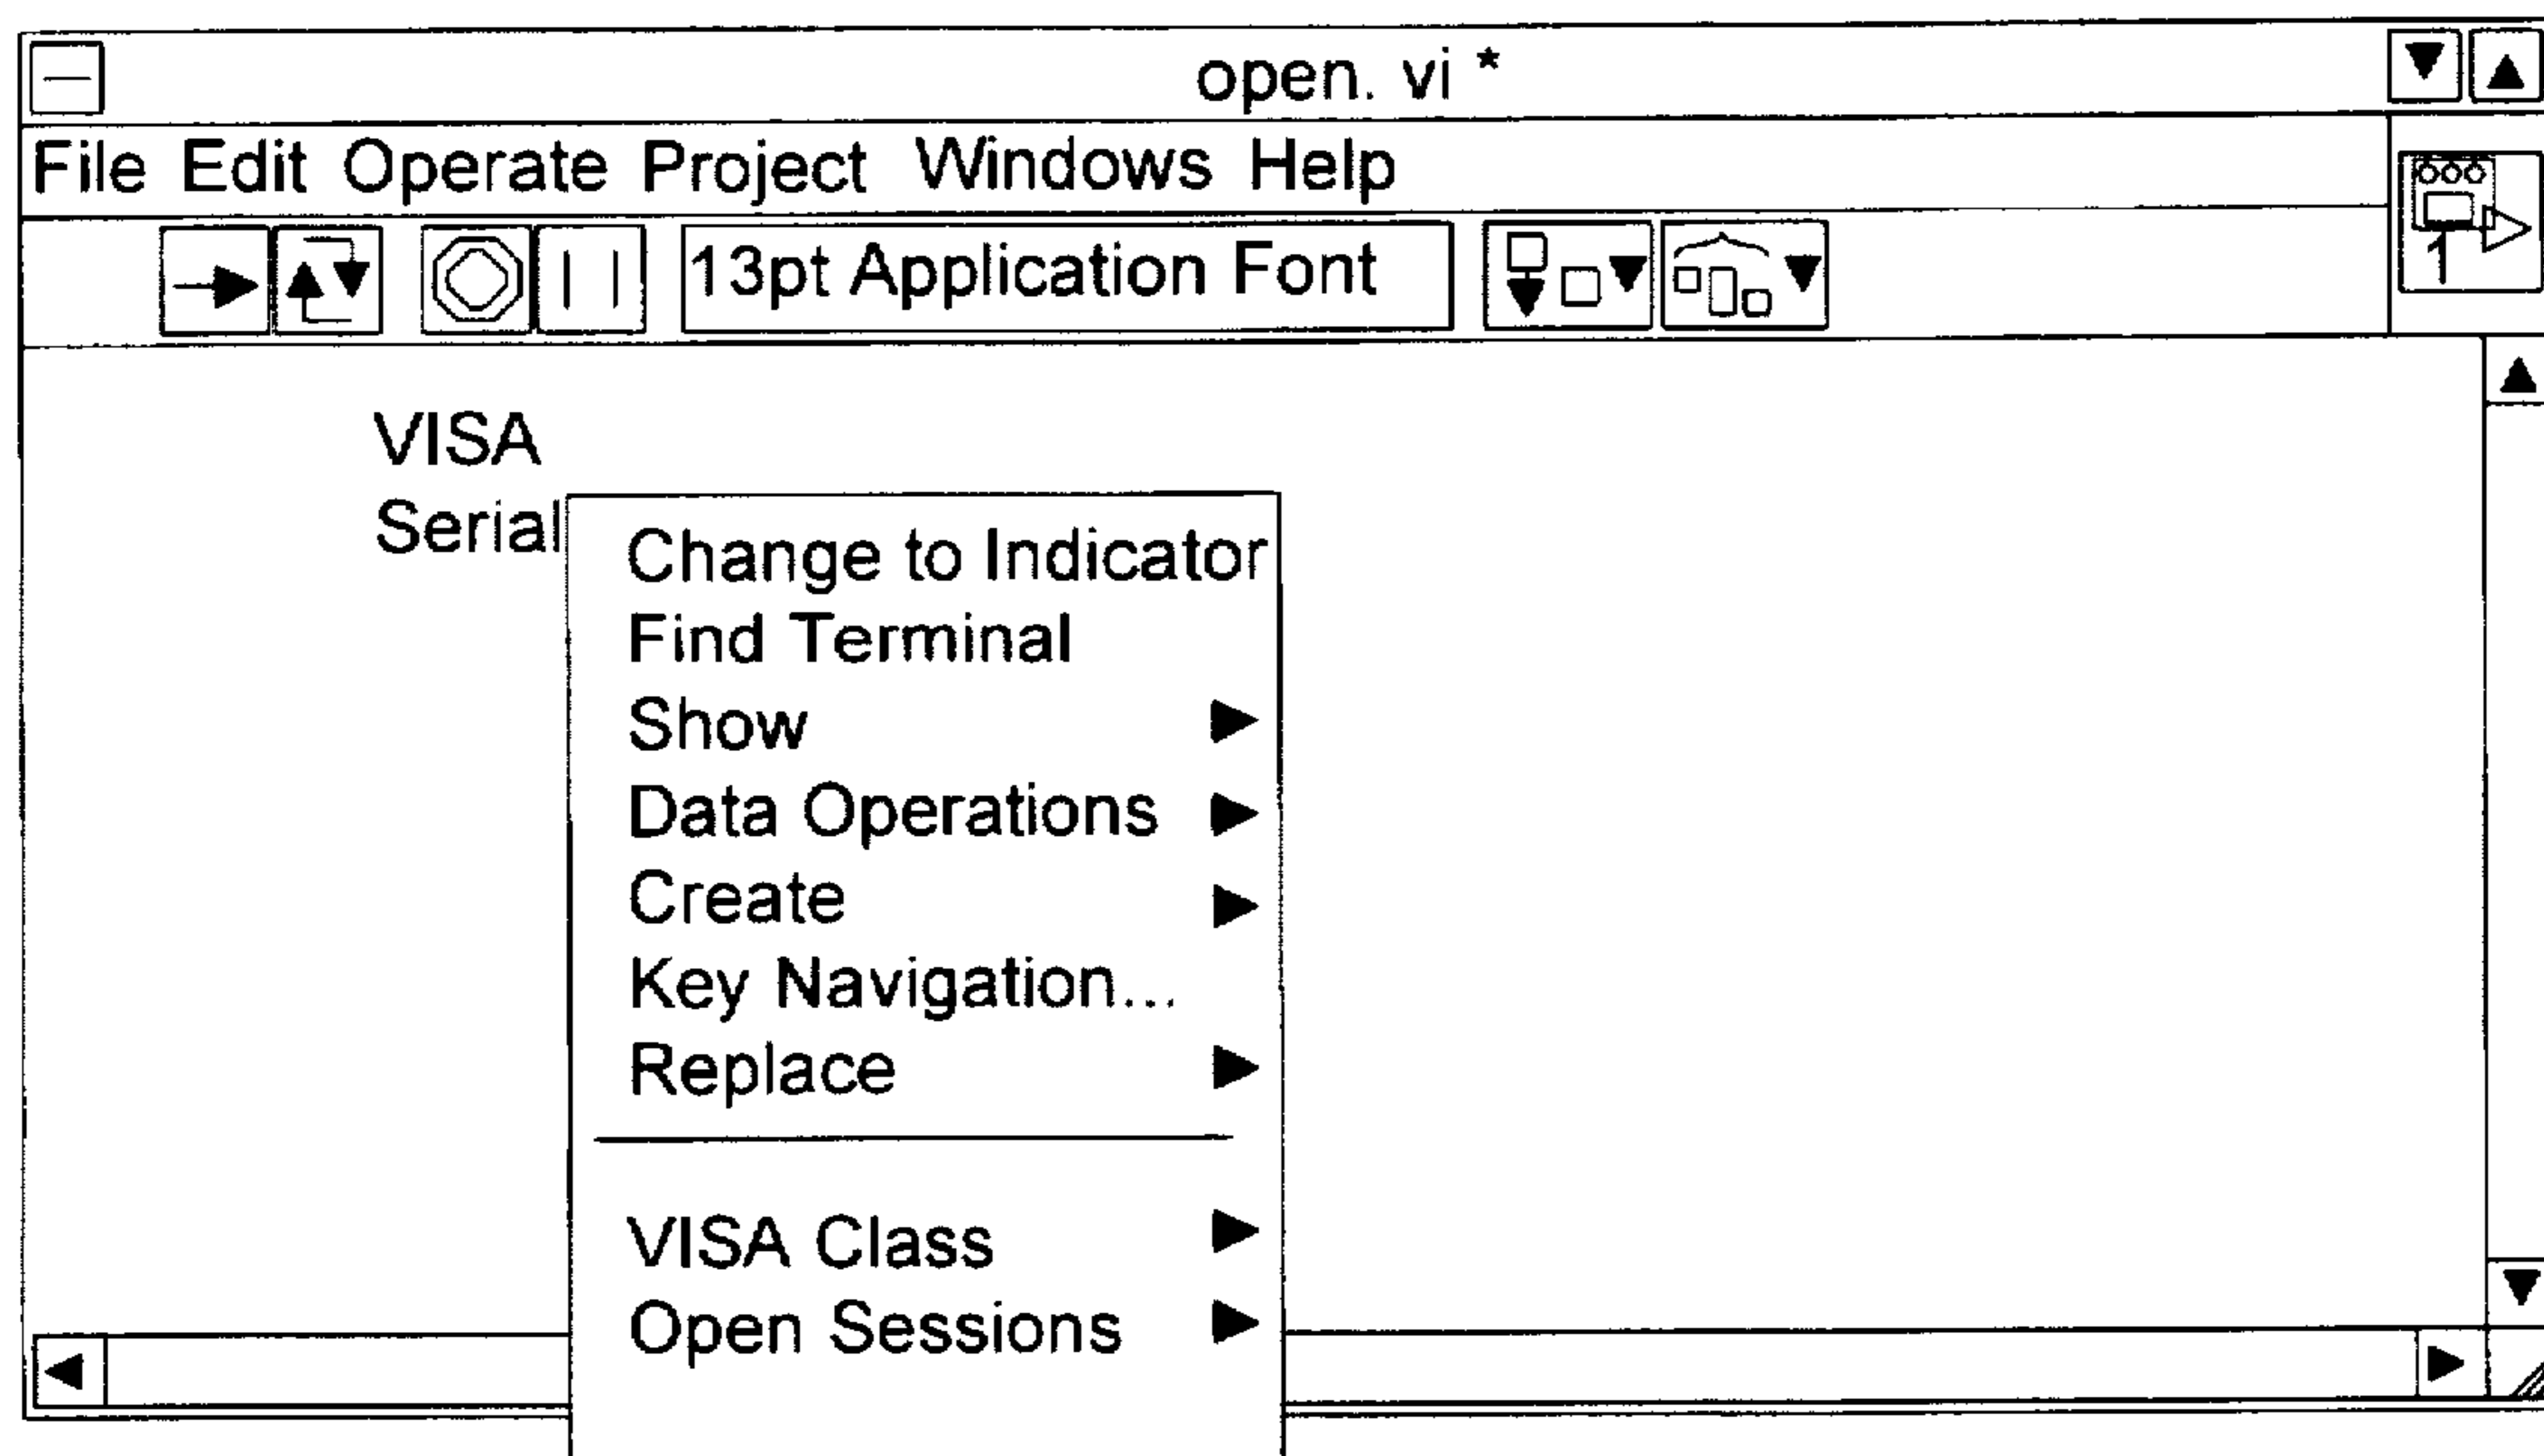 open. vi *
File Edit Operate Project Windows Help
13pt Application Font
1
VISA
Serial
Change to Indicator
Find Terminal
Show
Data Operations
Create
Key Navigation...
Replace
VISA Class
Open Sessions